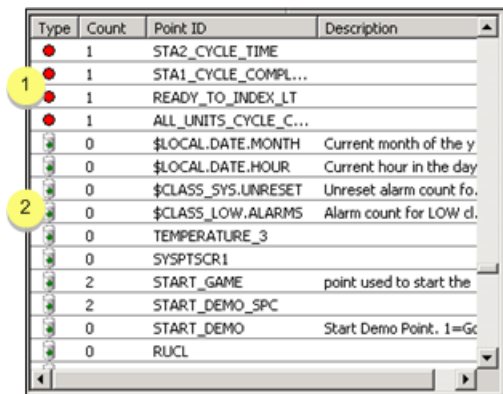 Type Count Point ID Description
1 STA2_CYCLE_TIME
1 STA1_CYCLE_COMPL...
1
1 READY_TO_INDEX_LT
1 ALL_UNITS_CYCLE_C...
0 $LOCAL.DATE.MONTH Current month of the y
0 $LOCAL.DATE.HOUR Current hour in the day
0 $CLASS_SYS.UNRESET Unreset alarm count fo...
2
0 $CLASS_LOW.ALARMS Alarm count for LOW cl.
0 TEMPERATURE_3
0 SYSPTSCR1
2 START_GAME point used to start the
2 START_DEMO_SPC
0 START_DEMO Start Demo Point. 1=Go
0 RUCL